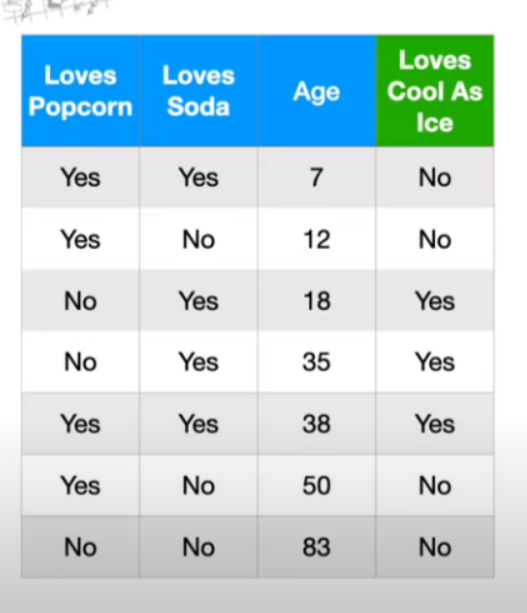 Loves Popcorn Loves Soda Age Loves Cool As Ice
Yes Yes 7 No
Yes No 12 No
No Yes 18 Yes
No Yes 35 Yes
Yes Yes 38 Yes
Yes No 50 No
No No 83 No